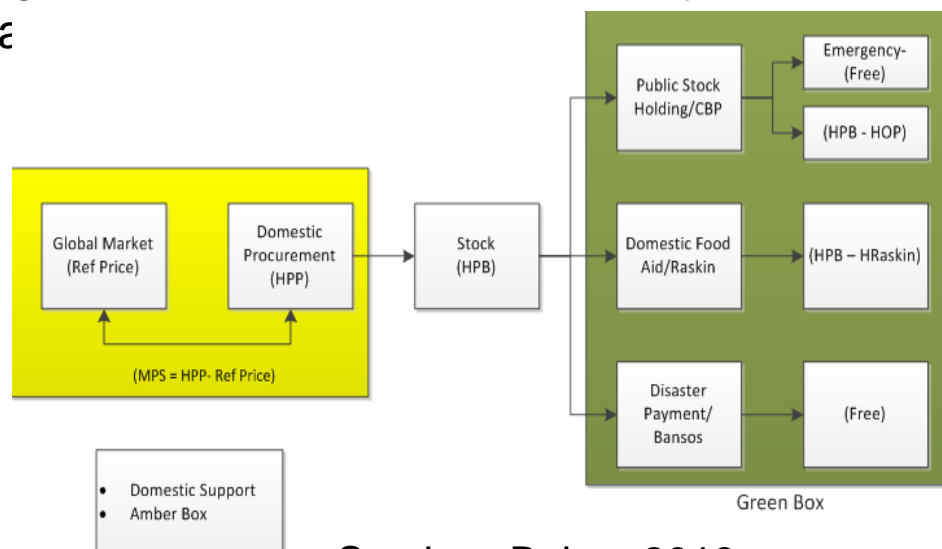 a
Global Market
(Ref Price)
Domestic
Procurement
(HPP)
(MPS = HPP- Ref Price)
Stock
(HPB)
Public Stock
Holding/CBP
Emergency-
(Free)
(HPB - HOP)
Domestic Food
Aid/Raskin
(HPB – HRaskin)
Disaster
Payment/
Bansos
(Free)
Green Box
• Domestic Support
• Amber Box